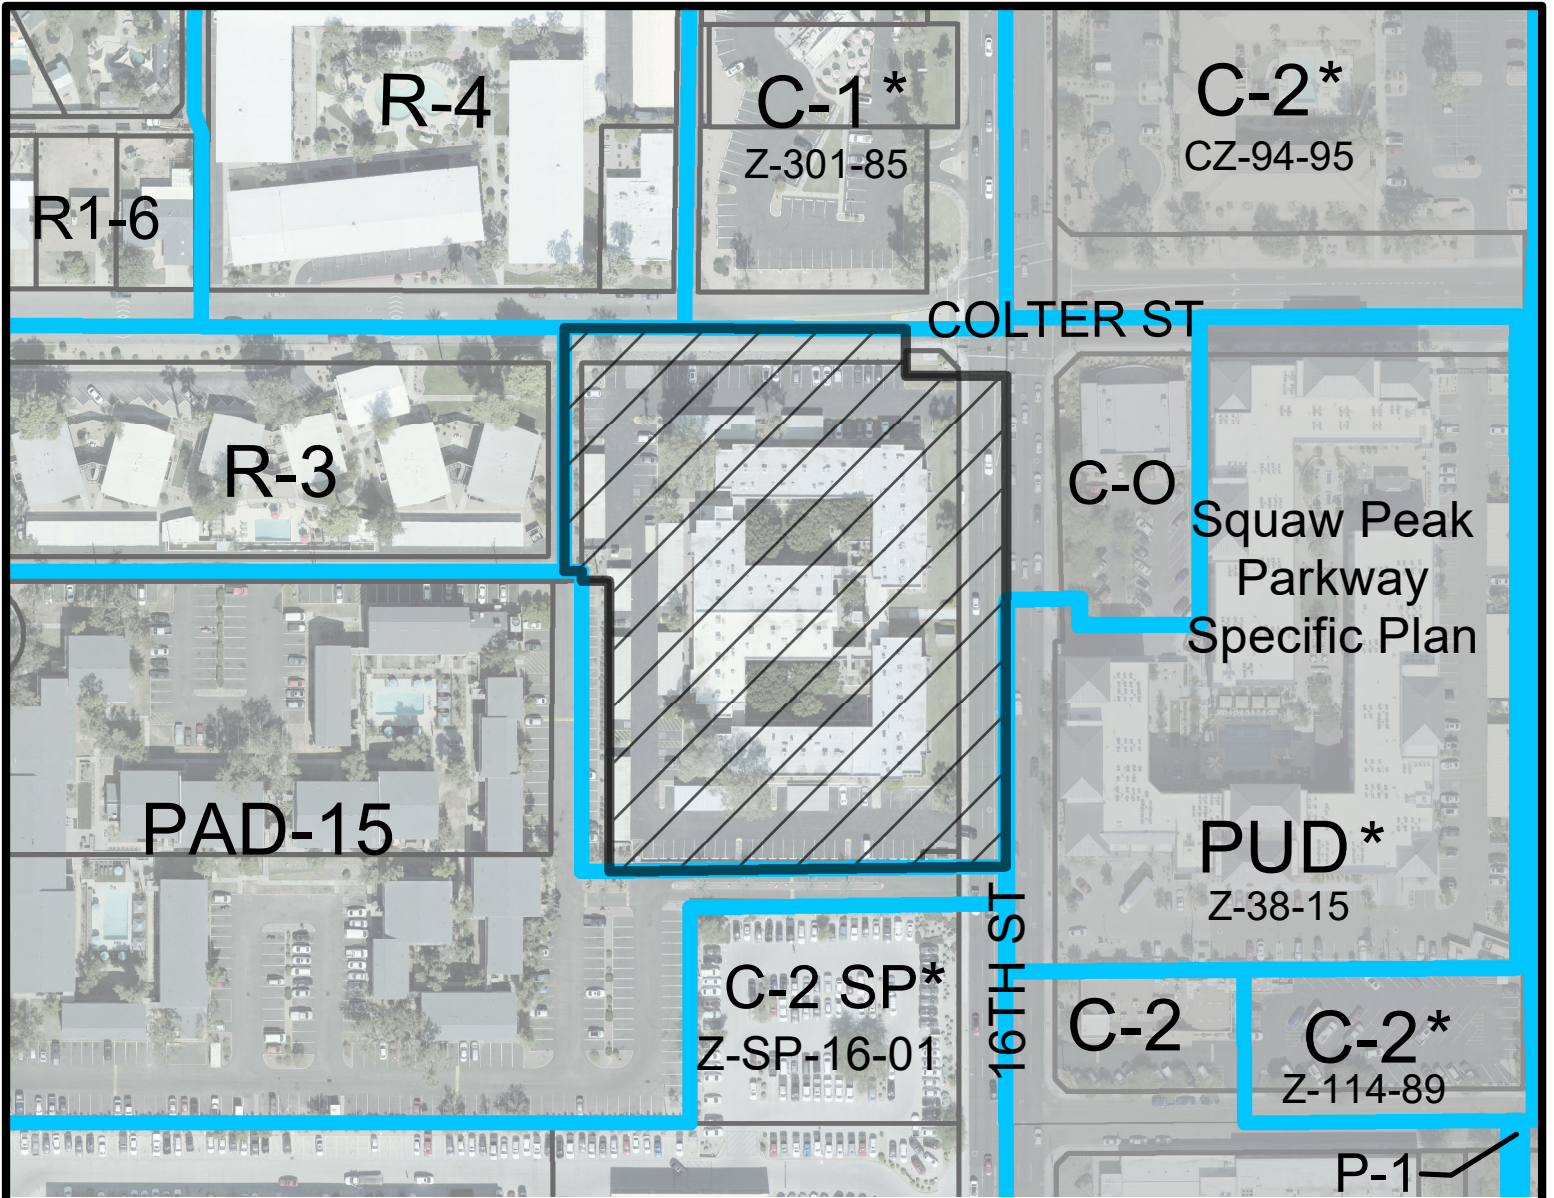 R-4
C-1*
Z-301-85
C-2*
CZ-94-95
R1-6
COLTER ST
R-3
C-O
Squaw Peak
Parkway
Specific Plan
PAD-15
PUD*
Z-38-15
16TH ST
C-2 SP*
Z-SP-16-01
C-2
C-2*
Z-114-89
P-1